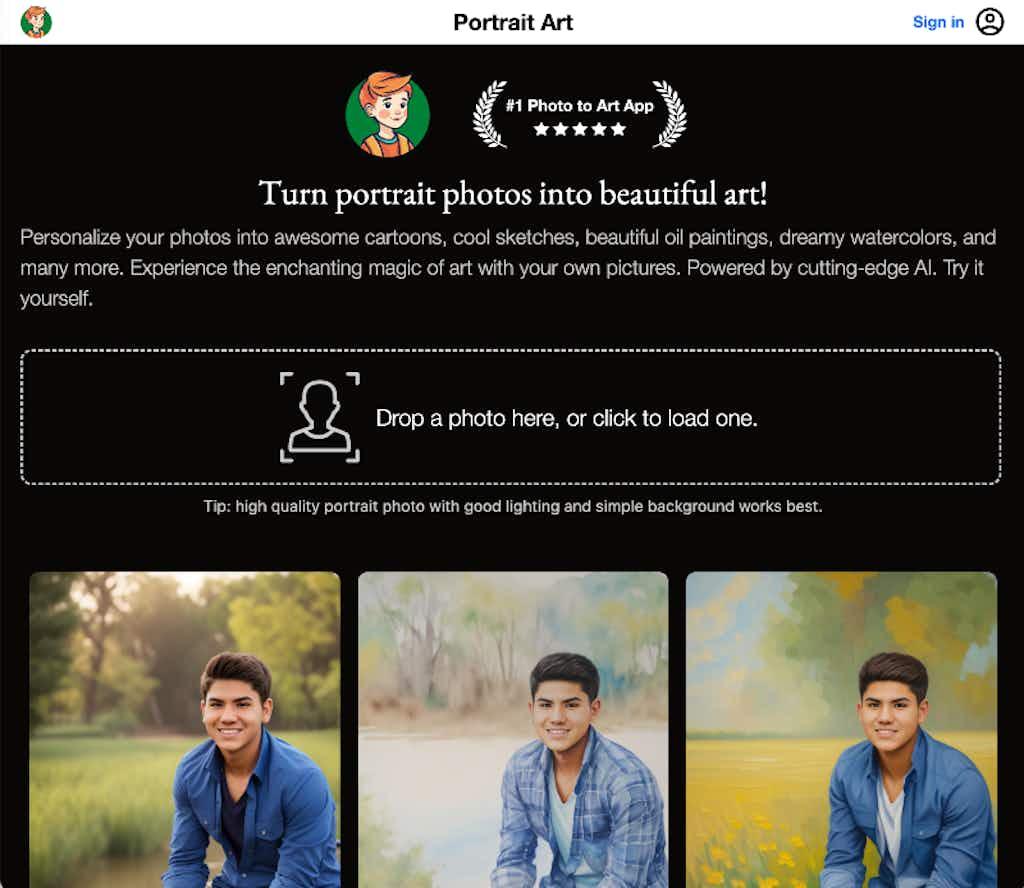 Portrait Art
Sign in
#1 Photo to Art App
Turn portrait photos into beautiful art!
Personalize your photos into awesome cartoons, cool sketches, beautiful oil paintings, dreamy watercolors, and
many more. Experience the enchanting magic of art with your own pictures. Powered by cutting-edge AI. Try it
yourself.
Drop a photo here, or click to load one.
Tip: high quality portrait photo with good lighting and simple background works best.